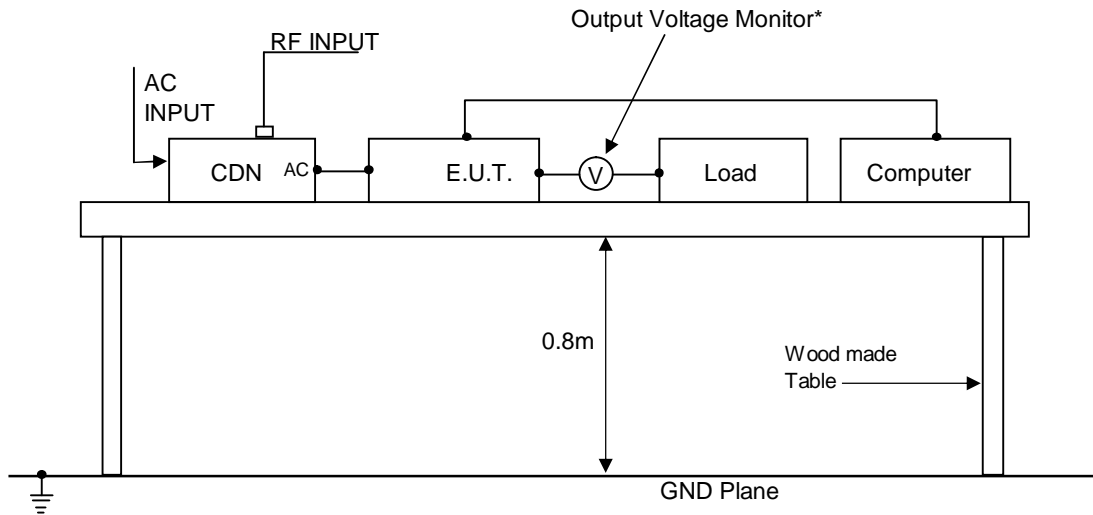 Output Voltage Monitor*
RF INPUT
AC
INPUT
CDN
AC
E.U.T.
V
Load
Computer
0.8m
Wood made
Table
GND Plane